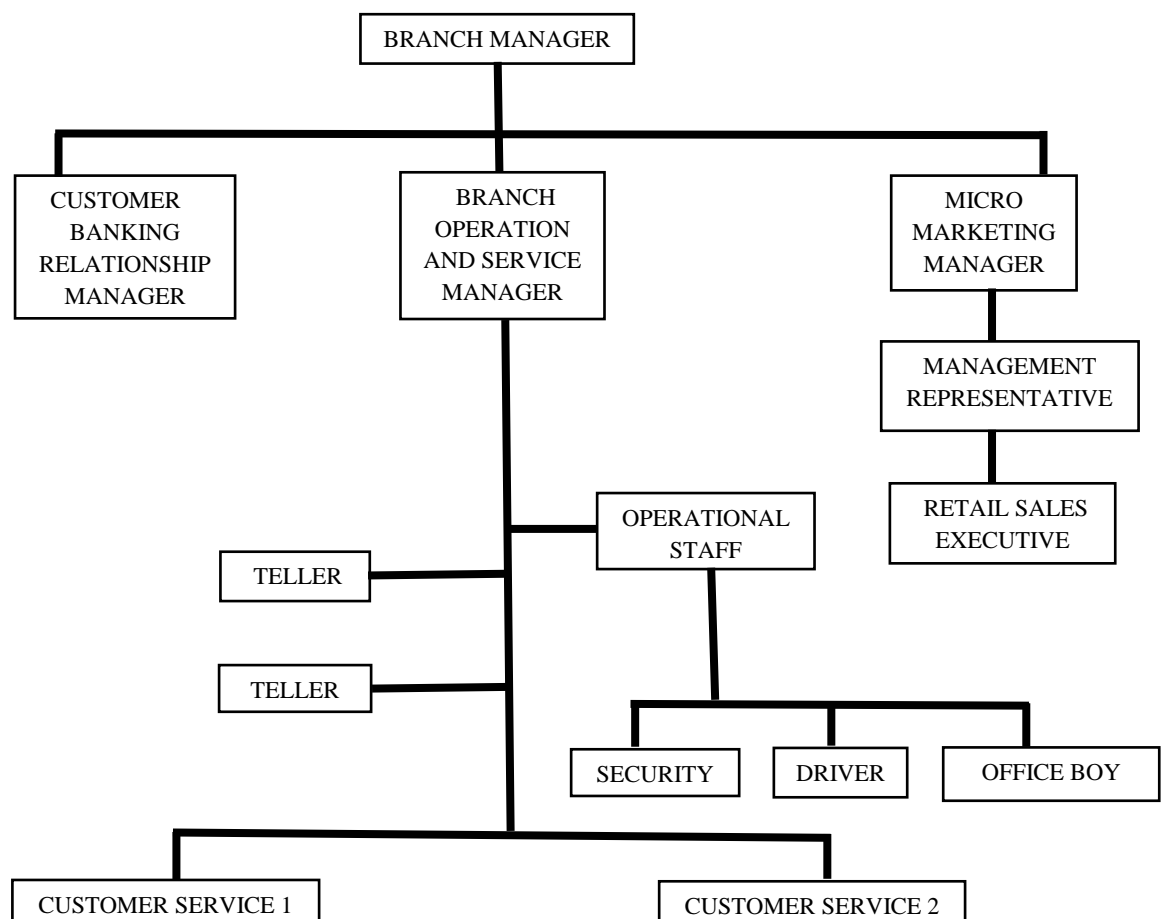 BRANCH MANAGER
CUSTOMER
BANKING
RELATIONSHIP
MANAGER
BRANCH
OPERATION
AND SERVICE
MANAGER
MICRO
MARKETING
MANAGER
MANAGEMENT
REPRESENTATIVE
RETAIL SALES
EXECUTIVE
OPERATIONAL
STAFF
TELLER
TELLER
SECURITY
DRIVER
OFFICE BOY
CUSTOMER SERVICE 1
CUSTOMER SERVICE 2